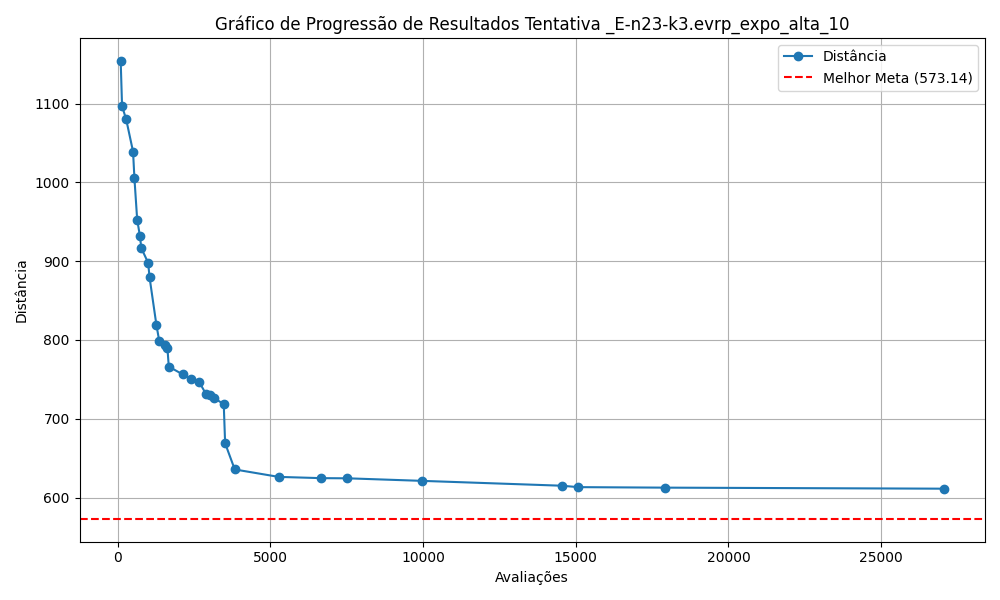 Gráfico de Progressão de Resultados Tentativa _E-n23-k3.evrp_expo_alta_10
Distância
Melhor Meta (573.14)
1100
1000
900
800
700
600
Distância
0
5000
10000
15000
20000
25000
Avaliações